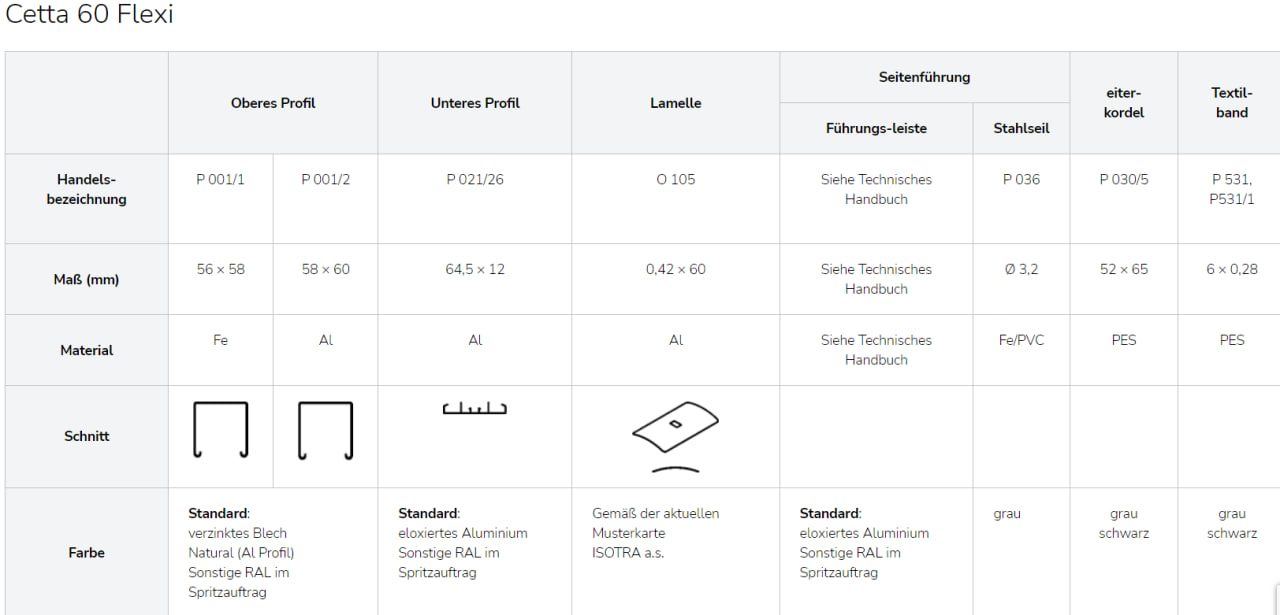 Cetta 60 Flexi
Oberes Profil
Unteres Profil
Lamelle
Seitenführung
Führungs-leiste
Stahlseil
eiter-
kordel
Textil-
band
Handels-
bezeichnung
P 001/1
P 001/2
P 021/26
O 105
Siehe Technisches
Handbuch
P 036
P 030/5
P 531,
P531/1
Maß (mm)
56 × 58
58 × 60
64,5 × 12
0,42 × 60
Siehe Technisches
Handbuch
Ø 3,2
52 × 65
6 × 0,28
Material
Fe
Al
Al
Al
Siehe Technisches
Handbuch
Fe/PVC
PES
PES
Schnitt
Farbe
Standard:
verzinktes Blech
Natural (Al Profil)
Sonstige RAL im
Spritzauftrag
Standard:
eloxiertes Aluminium
Sonstige RAL im
Spritzauftrag
Gemäß der aktuellen
Musterkarte
ISOTRA a.s.
Standard:
eloxiertes Aluminium
Sonstige RAL im
Spritzauftrag
grau
grau
schwarz
grau
schwarz